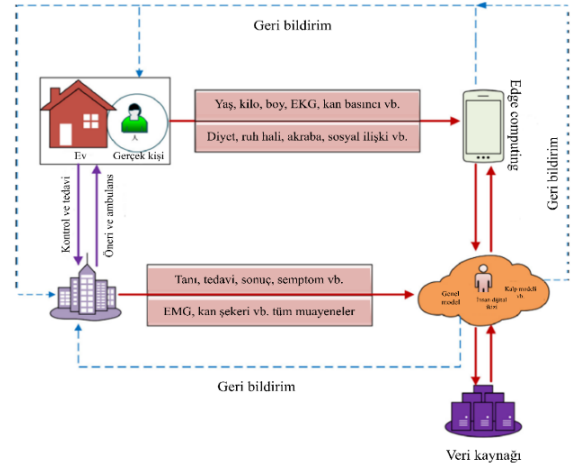 Geri bildirim
Yaş, kilo, boy, EKG, kan basıncı vb.
Diyet, ruh hali, akraba, sosyal ilişki vb.
Ev
Gerçek kişi
Edge computing
Kontrol ve tedavi
Öneri ve ambulans
Geri bildirim
Tanı, tedavi, sonuç, semptom vb.
EMG, kan şekeri vb. tüm muayeneler
Genel
model
Kalp modeli
vb
İnsan dijital
ikizi
Geri bildirim
Veri kaynağı